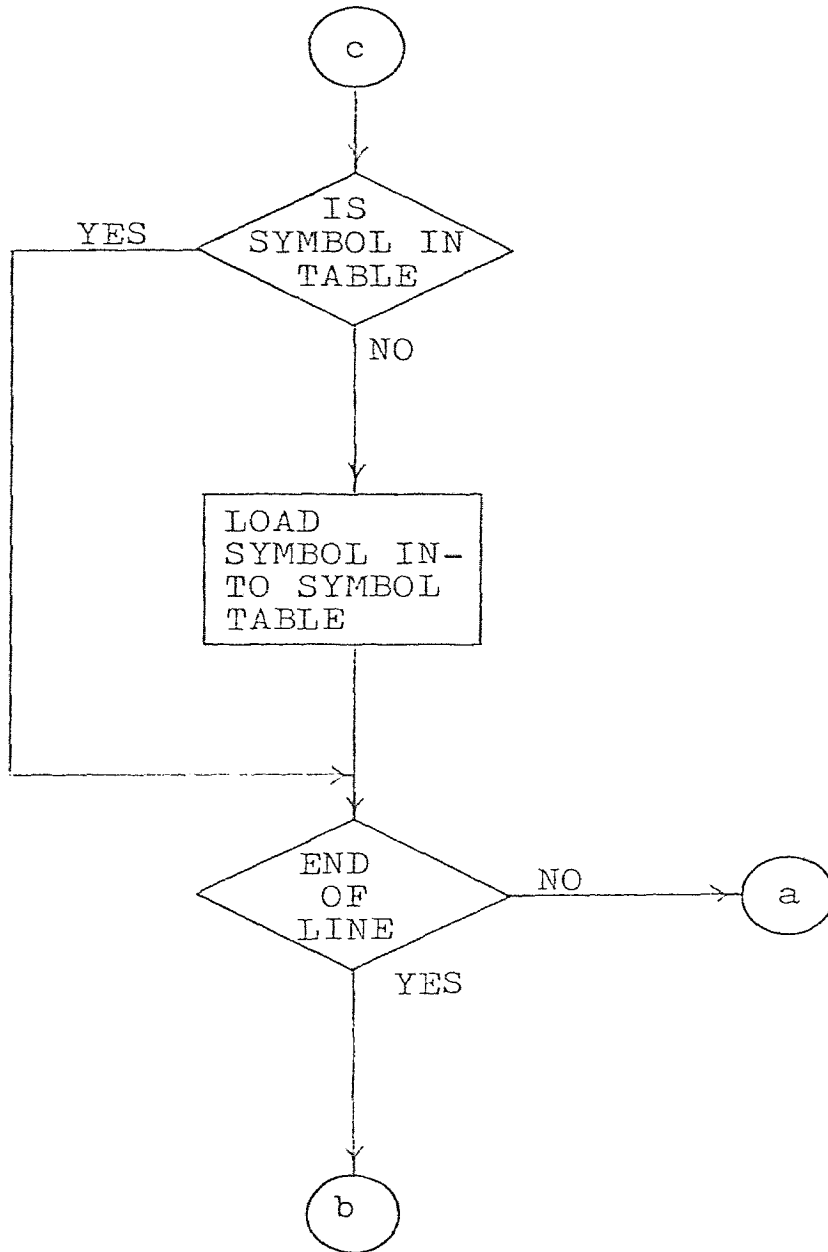 c
YES
IS
SYMBOL IN
TABLE
NO
LOAD
SYMBOL IN-
TO SYMBOL
TABLE
END
OF
LINE
NO
a
YES
b